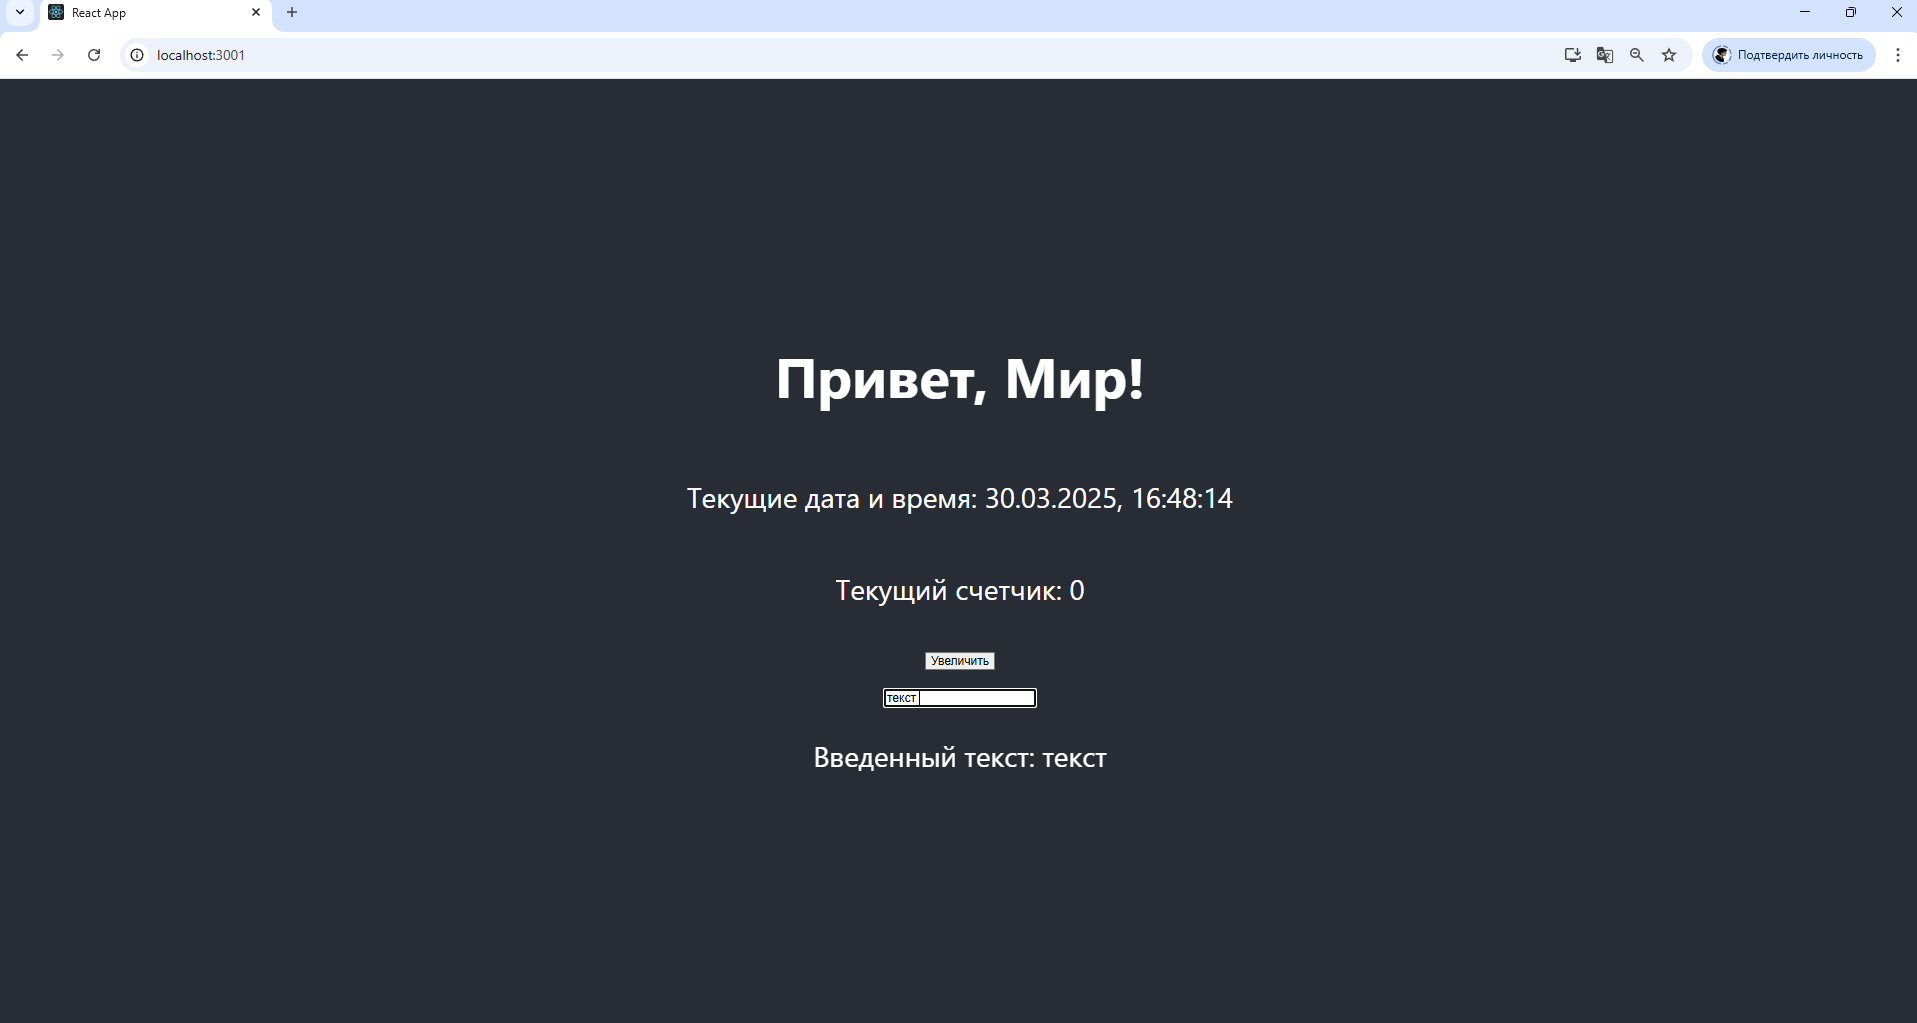 React App
localhost:3001
Подтвердить личность
Привет, Мир!
Текущие дата и время: 30.03.2025, 16:48:14
Текущий счетчик: 0
Увеличить
текст
Введенный текст: текст